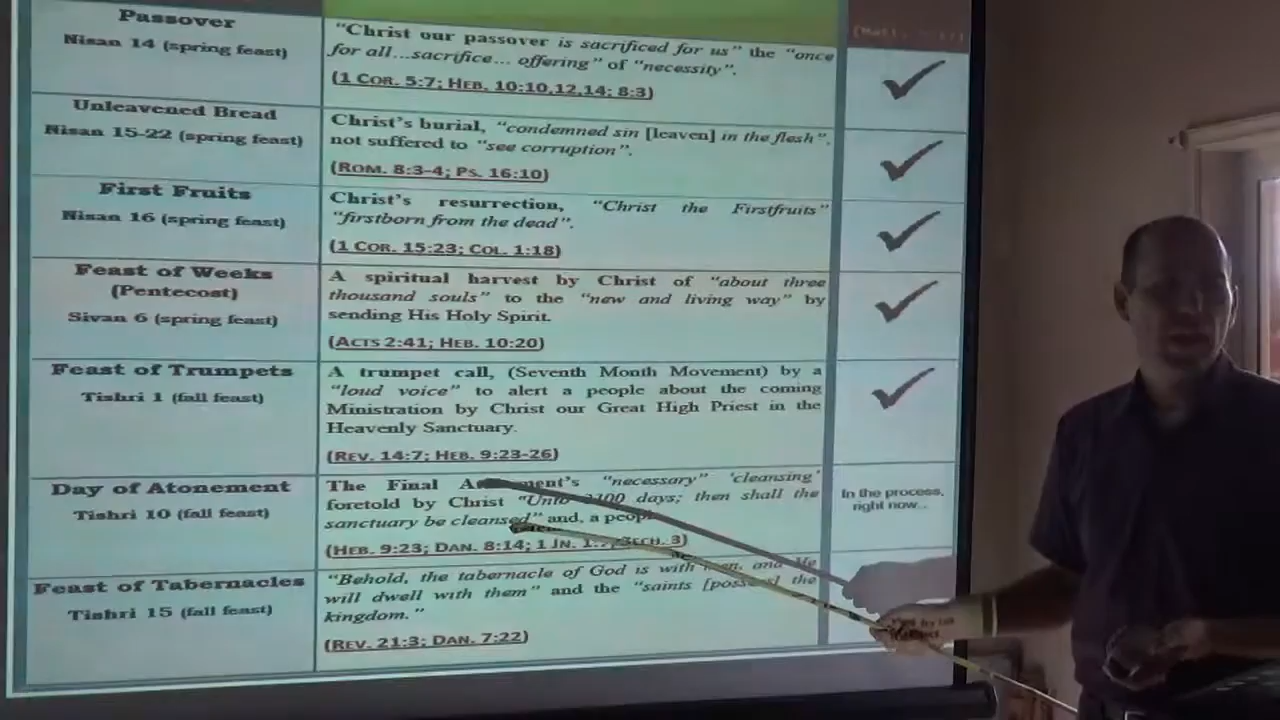 Passover
Nisan 14 (spring feast)
"Christ our passover is sacrificed for us" the "once
for all...sacrifice... offering" of "necessity".
(1 COR. 5:7; HEB. 10:10,12,14; 8:3)
Unleavened Bread
Nisan 15-22 (spring feast)
Christ's burial, "condemned sin [leaven] in the flesh",
not suffered to "see corruption".
(ROM. 8:3-4; PS. 16:10)
First Fruits
Nisan 16 (spring feast)
Christ's resurrection, "Christ the Firstfruits"
"firstborn from the dead".
(1 COR. 15:23; COL. 1:18)
Feast of Weeks
(Pentecost)
Sivan 6 (spring feast)
A spiritual harvest by Christ of "about three
thousand souls" to the "new and living way" by
sending His Holy Spirit.
(ACTS 2:41; HEB. 10:20)
Feast of Trumpets
Tishri 1 (fall feast)
A trumpet call, (Seventh Month Movement) by a
"loud voice" to alert a people about the coming
Ministration by Christ our Great High Priest in the
Heavenly Sanctuary.
(REV. 14:7; HEB. 9:23-26)
Day of Atonement
Tishri 10 (fall feast)
The Final "necessary" 'cleansing'
foretold by Christ "Unto days; then shall the
sanctuary be cleansed" and, a people
(HEB. 9:23; DAN. 8:14; 1 JN. 3)
In the process,
right now...
Feast of Tabernacles
Tishri 15 (fall feast)
"Behold, the tabernacle of God is with men, and He
will dwell with them" and the "saints [possess] the
kingdom."
(REV. 21:3; DAN. 7:22)